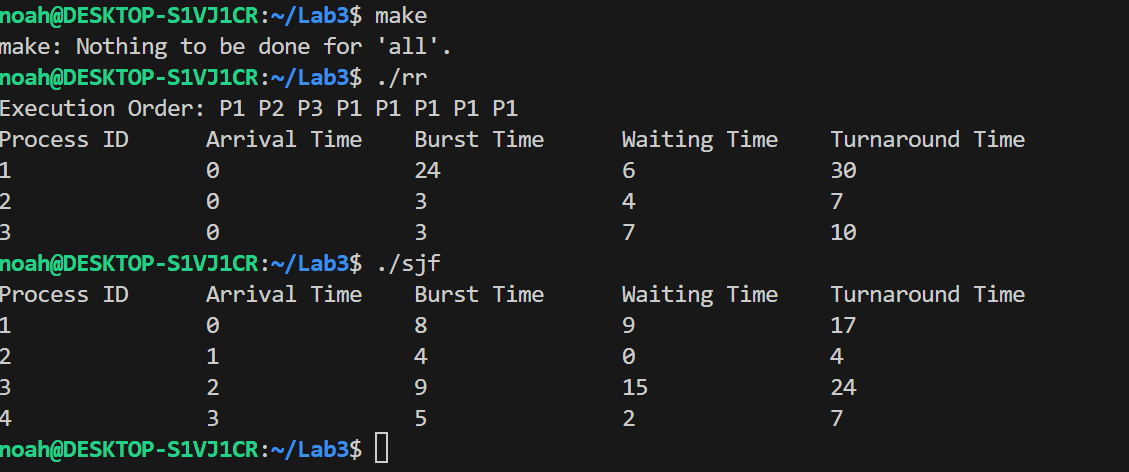 noah@DESKTOP-S1VJ1CR:~/Lab3$ make
make: Nothing to be done for 'all'.
noah@DESKTOP-S1VJ1CR:~/Lab3$ ./rr
Execution Order: P1 P2 P3 P1 P1 P1 P1 P1
Process ID Arrival Time Burst Time Waiting Time Turnaround Time
1 0 24 6 30
2 0 3 4 7
3 0 3 7 10
noah@DESKTOP-S1VJ1CR:~/Lab3$ ./sjf
Process ID Arrival Time Burst Time Waiting Time Turnaround Time
1 0 8 9 17
2 1 4 0 4
3 2 9 15 24
4 3 5 2 7
noah@DESKTOP-S1VJ1CR:~/Lab3$